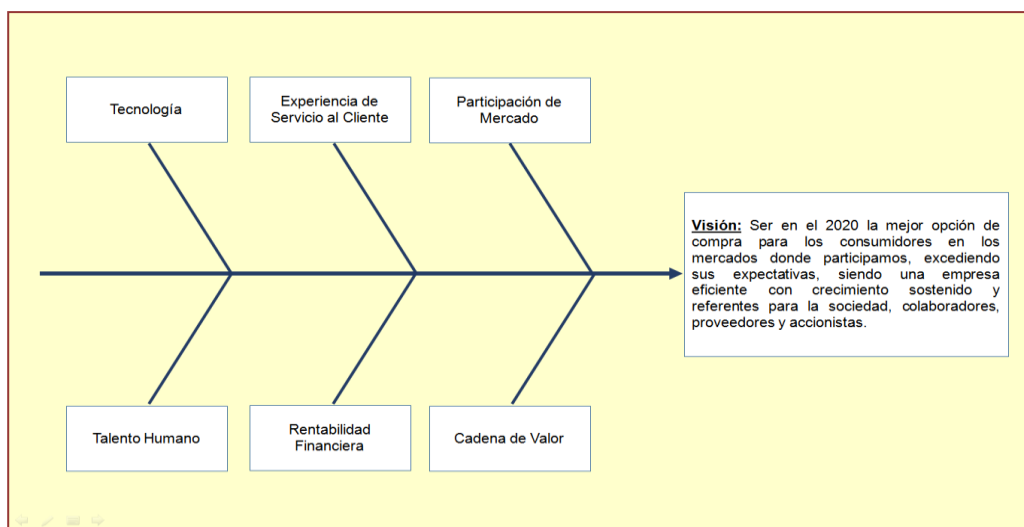 Tecnología
Experiencia de
Servicio al Cliente
Participación de
Mercado
Visión: Ser en el 2020 la mejor opción de
compra para los consumidores en los
mercados donde participamos, excediendo
sus expectativas, siendo una empresa
eficiente con crecimiento sostenido y
referentes para la sociedad, colaboradores,
proveedores y accionistas.
Talento Humano
Rentabilidad
Financiera
Cadena de Valor